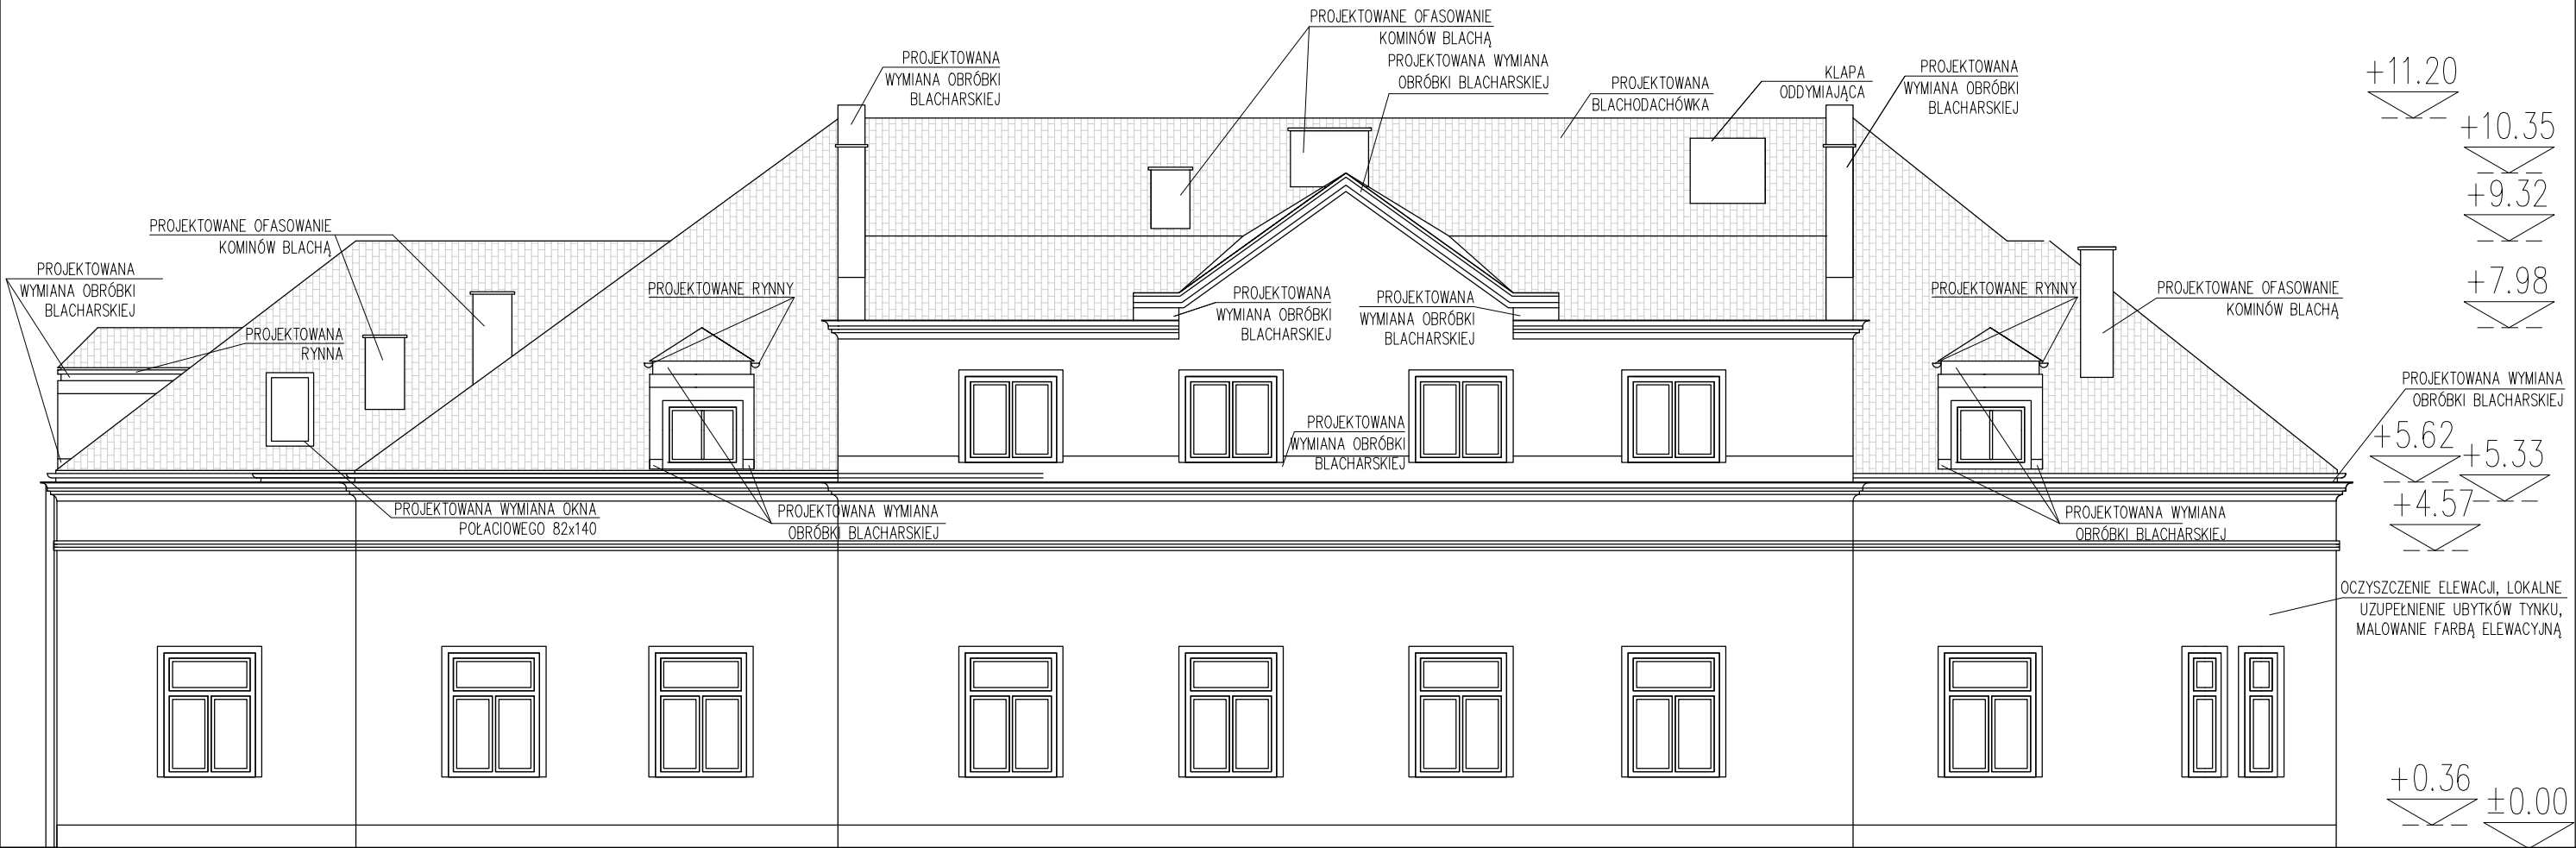 PROJEKTOWANE OFASOWANIE
KOMINÓW BLACHĄ
PROJEKTOWANA WYMIANA
OBRÓBKI BLACHARSKIEJ
PROJEKTOWANA
WYMIANA OBRÓBKI
BLACHARSKIEJ
PROJEKTOWANA
BLACHODACHÓWKA
KLAPA
ODDYMIAJĄCA
PROJEKTOWANA
WYMIANA OBRÓBKI
BLACHARSKIEJ
+11.20
+10.35
+9.32
+7.98
PROJEKTOWANE OFASOWANIE
KOMINÓW BLACHĄ
PROJEKTOWANA
WYMIANA OBRÓBKI
BLACHARSKIEJ
PROJEKTOWANA
RYNNA
PROJEKTOWANE RYNNY
PROJEKTOWANA
WYMIANA OBRÓBKI
BLACHARSKIEJ
PROJEKTOWANA
WYMIANA OBRÓBKI
BLACHARSKIEJ
PROJEKTOWANE RYNNY
PROJEKTOWANE OFASOWANIE
KOMINÓW BLACHĄ
PROJEKTOWANA WYMIANA
OBRÓBKI BLACHARSKIEJ
PROJEKTOWANA
WYMIANA OBRÓBKI
BLACHARSKIEJ
+5.62
+5.33
+4.57
PROJEKTOWANA WYMIANA OKNA
POŁACIOWEGO 82x140
PROJEKTOWANA WYMIANA
OBRÓBKI BLACHARSKIEJ
PROJEKTOWANA WYMIANA
OBRÓBKI BLACHARSKIEJ
OCZYSZCZENIE ELEWACJI, LOKALNE
UZUPEŁNIENIE UBYTKÓW TYNKU,
MALOWANIE FARBĄ ELEWACYJNĄ
+0.36
±0.00